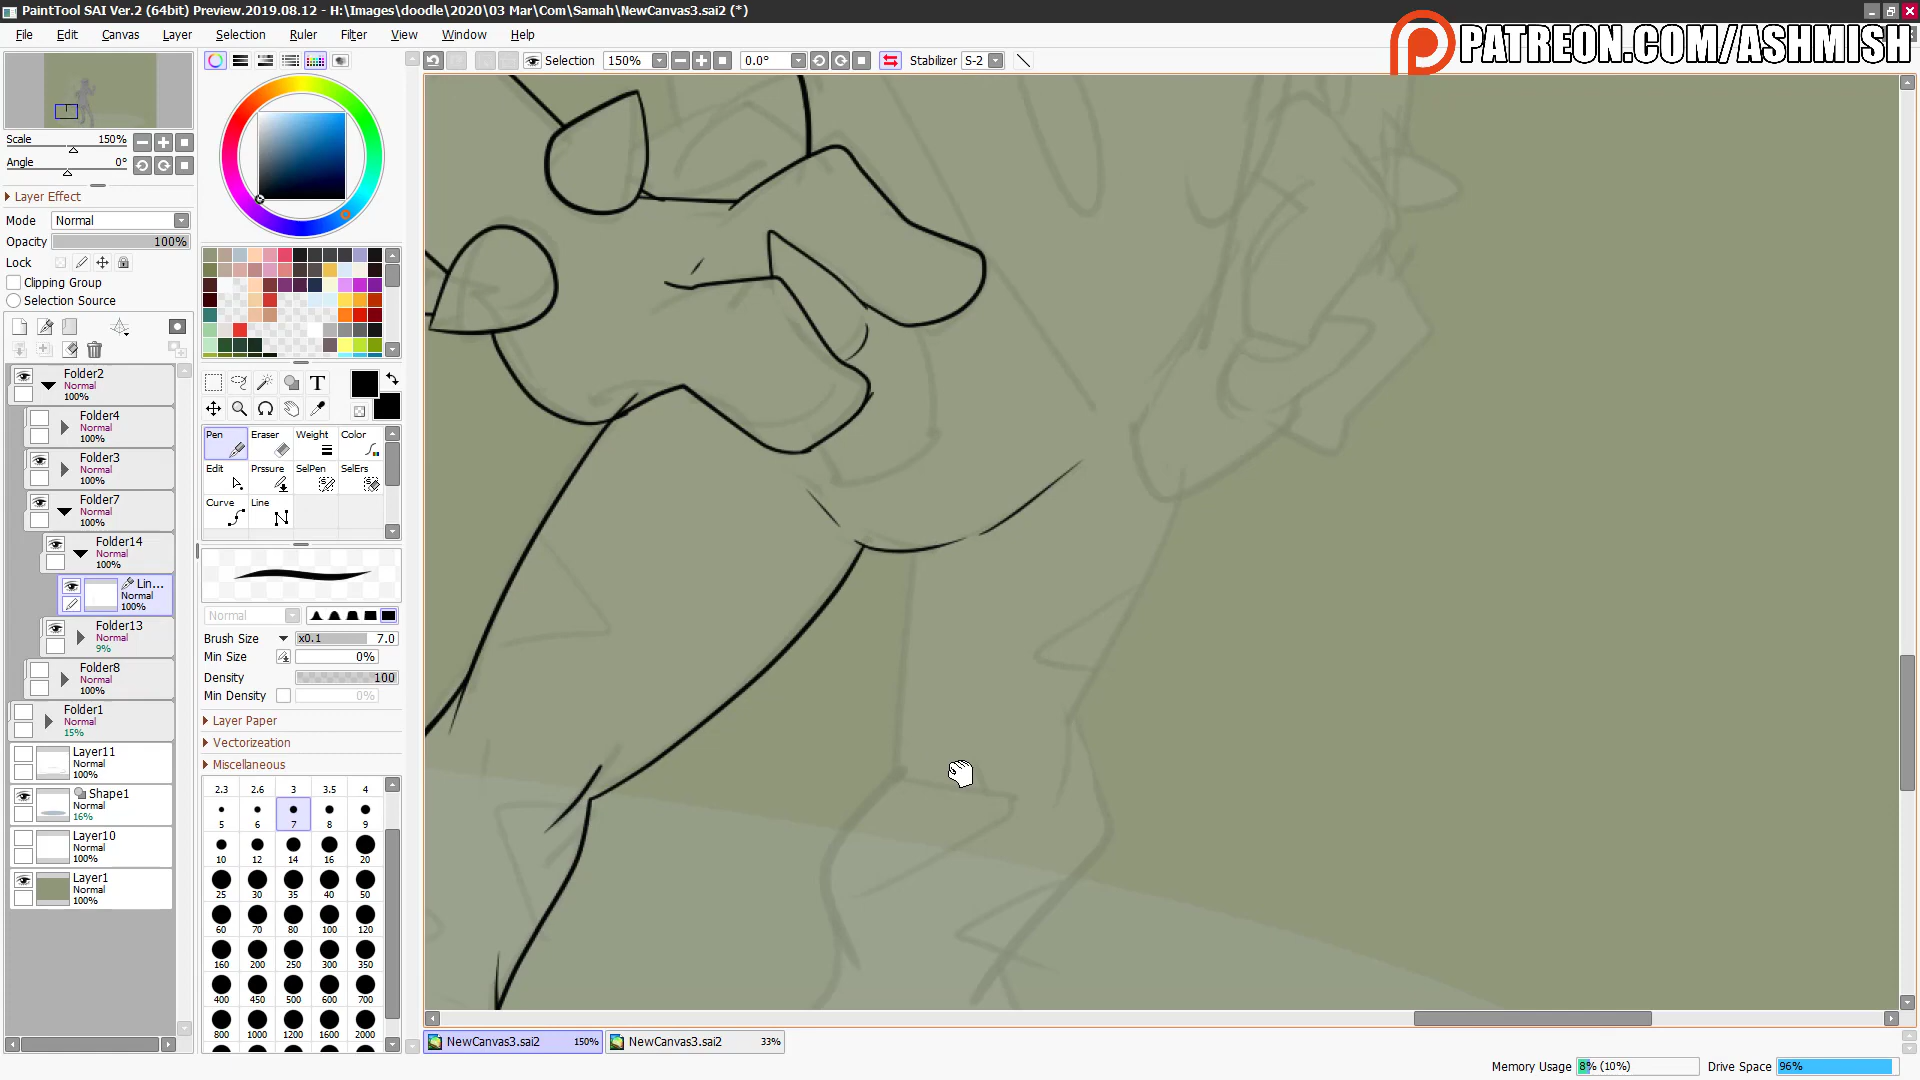 PaintTool SAI Ver.2 (64bit) Preview.2019.08.12 - H:\Images\doodle\2020\03 Mar\Com\Samah\NewCanvas3.sai2 (*)
PATREON.COM/ASHMISH
File Edit Canvas Layer Selection Ruler Filter View Window Help
Selection 150% 0.0° Stabilizer S-2
Scale 150%
Angle 0°
Layer Effect
Mode Normal
Opacity 100%
Lock
Clipping Group
Selection Source
Folder2
Normal
100%
Folder4
Normal
100%
Folder3
Normal
100%
Folder7
Normal
100%
Folder14
Normal
100%
Lin...
Normal
100%
Folder13
Normal
9%
Folder8
Normal
100%
Folder1
Normal
15%
Layer11
Normal
100%
Shape1
Normal
16%
Layer10
Normal
100%
Layer1
Normal
100%
T
Pen Eraser Weight Color
Edit Prssure SelPen SelErs
Curve Line
Normal
Brush Size x0.1 7.0
Min Size 0%
Density 100
Min Density 0%
Layer Paper
Vectorizeation
Miscellaneous
2.3 2.6 3 3.5 4
5 6 7 8 9
10 12 14 16 20
25 30 35 40 50
60 70 80 100 120
160 200 250 300 350
400 450 500 600 700
800 1000 1200 1600 2000
NewCanvas3.sai2 150% NewCanvas3.sai2 33%
Memory Usage 8% (10%) Drive Space 96%